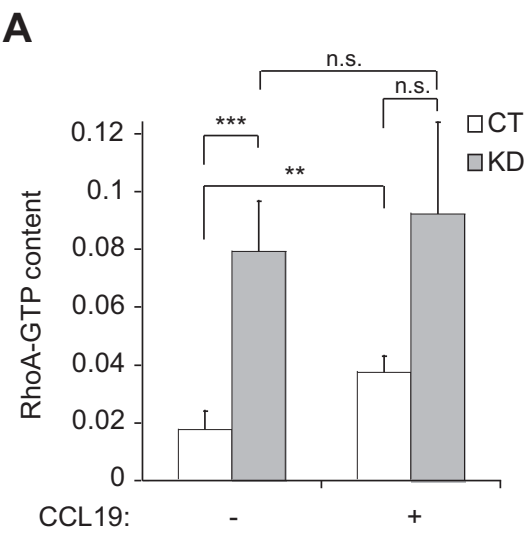 A
n.s.
n.s.
***
**
CT
KD
RhoA-GTP content
0.12
0.1
0.08
0.06
0.04
0.02
0
CCL19: - +